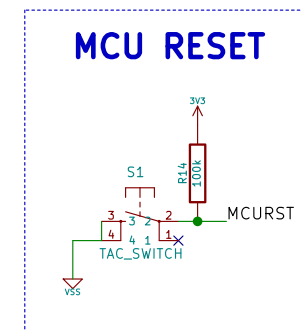 MCU RESET
3V3
R14
100k
S1
MCURST
3 3 2 2
4 4 1 1
TAC_SWITCH
VSS